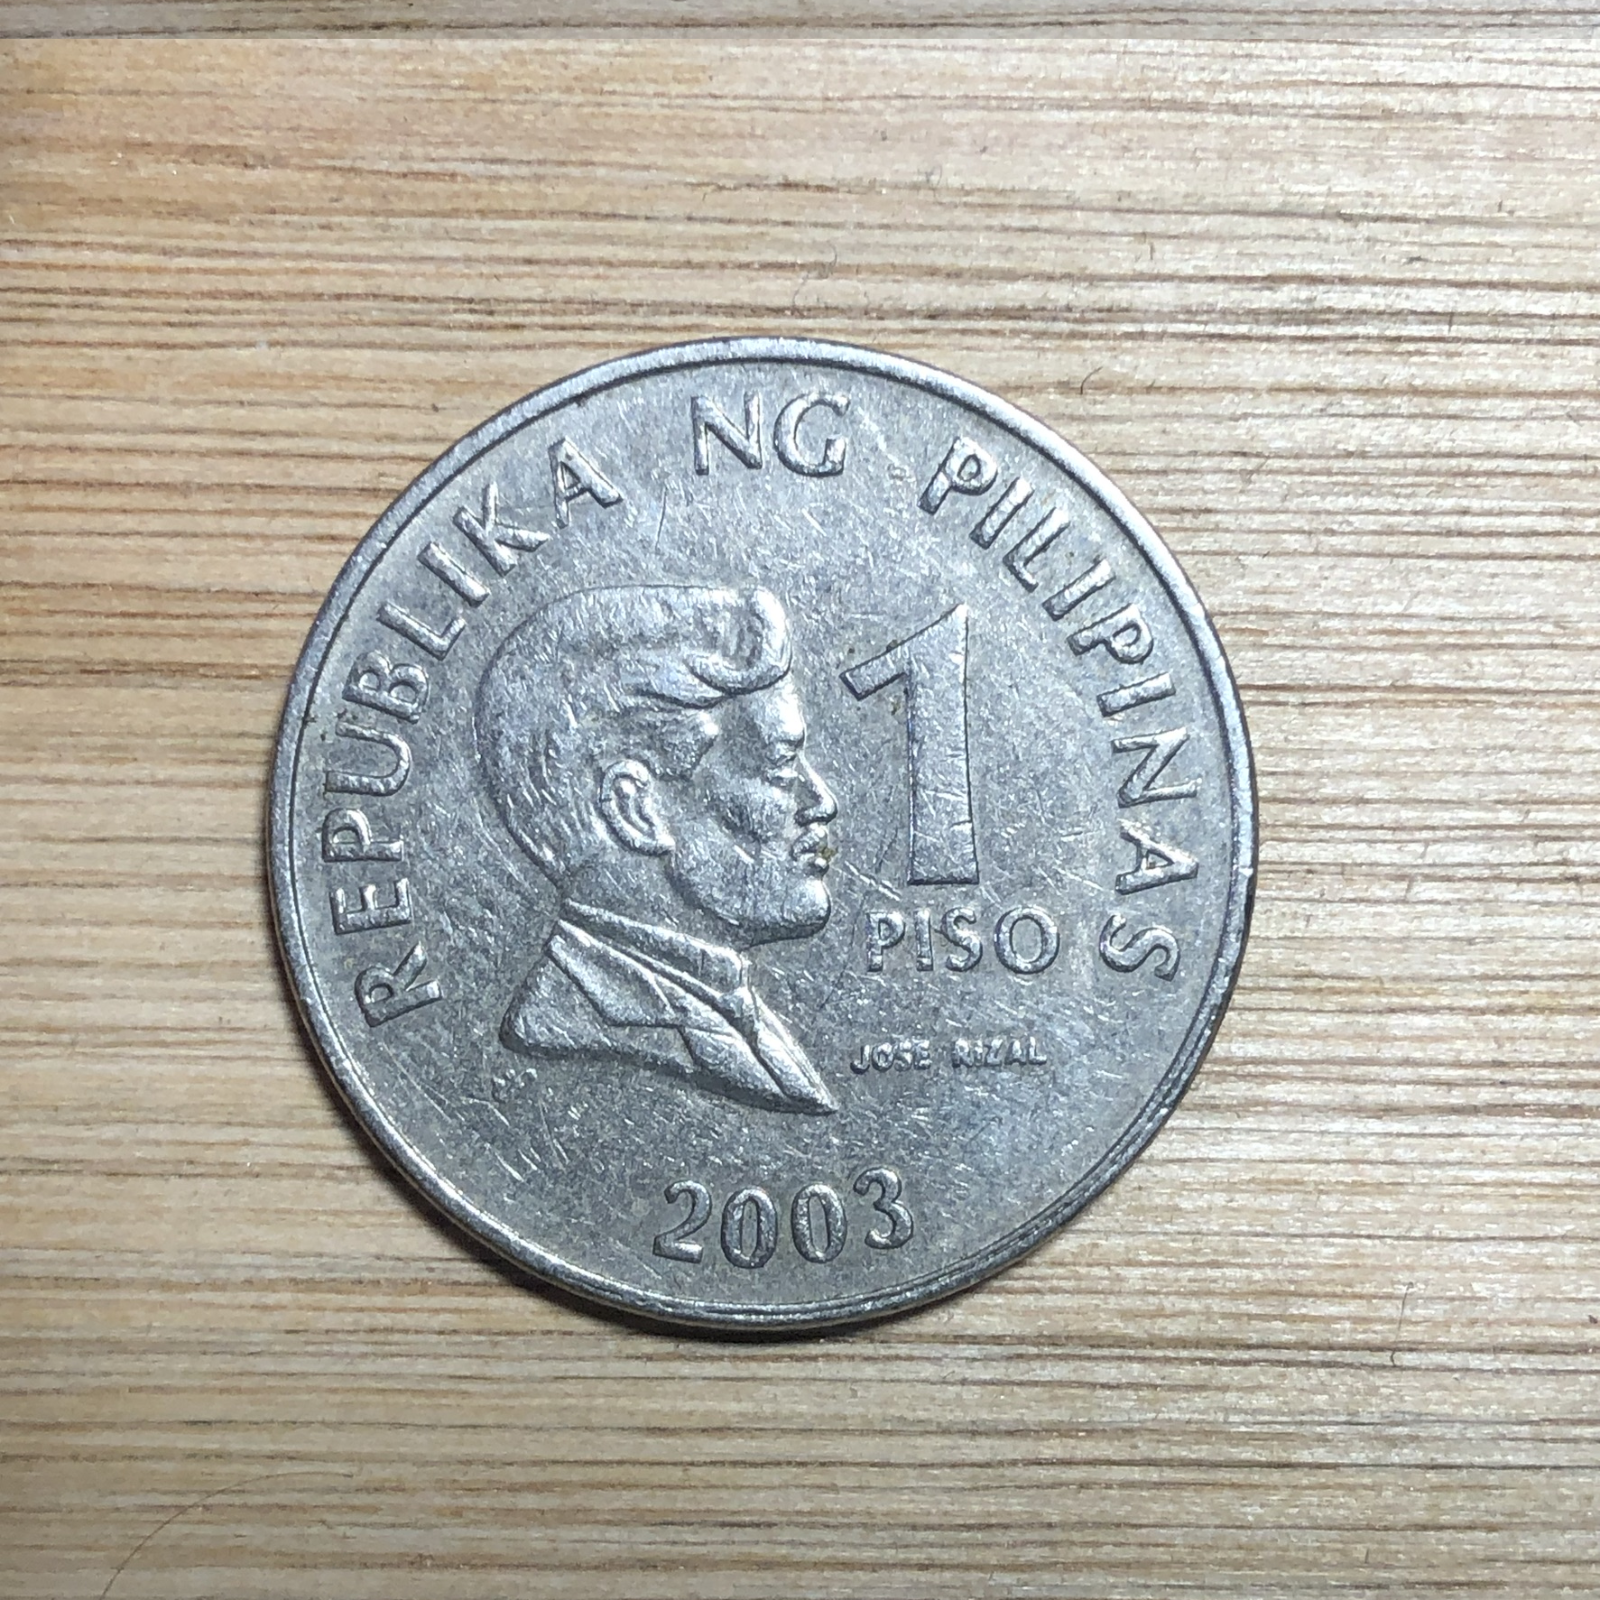 REPUBLIKA NG PILIPINAS
1
PISO
JOSE RIZAL
2003